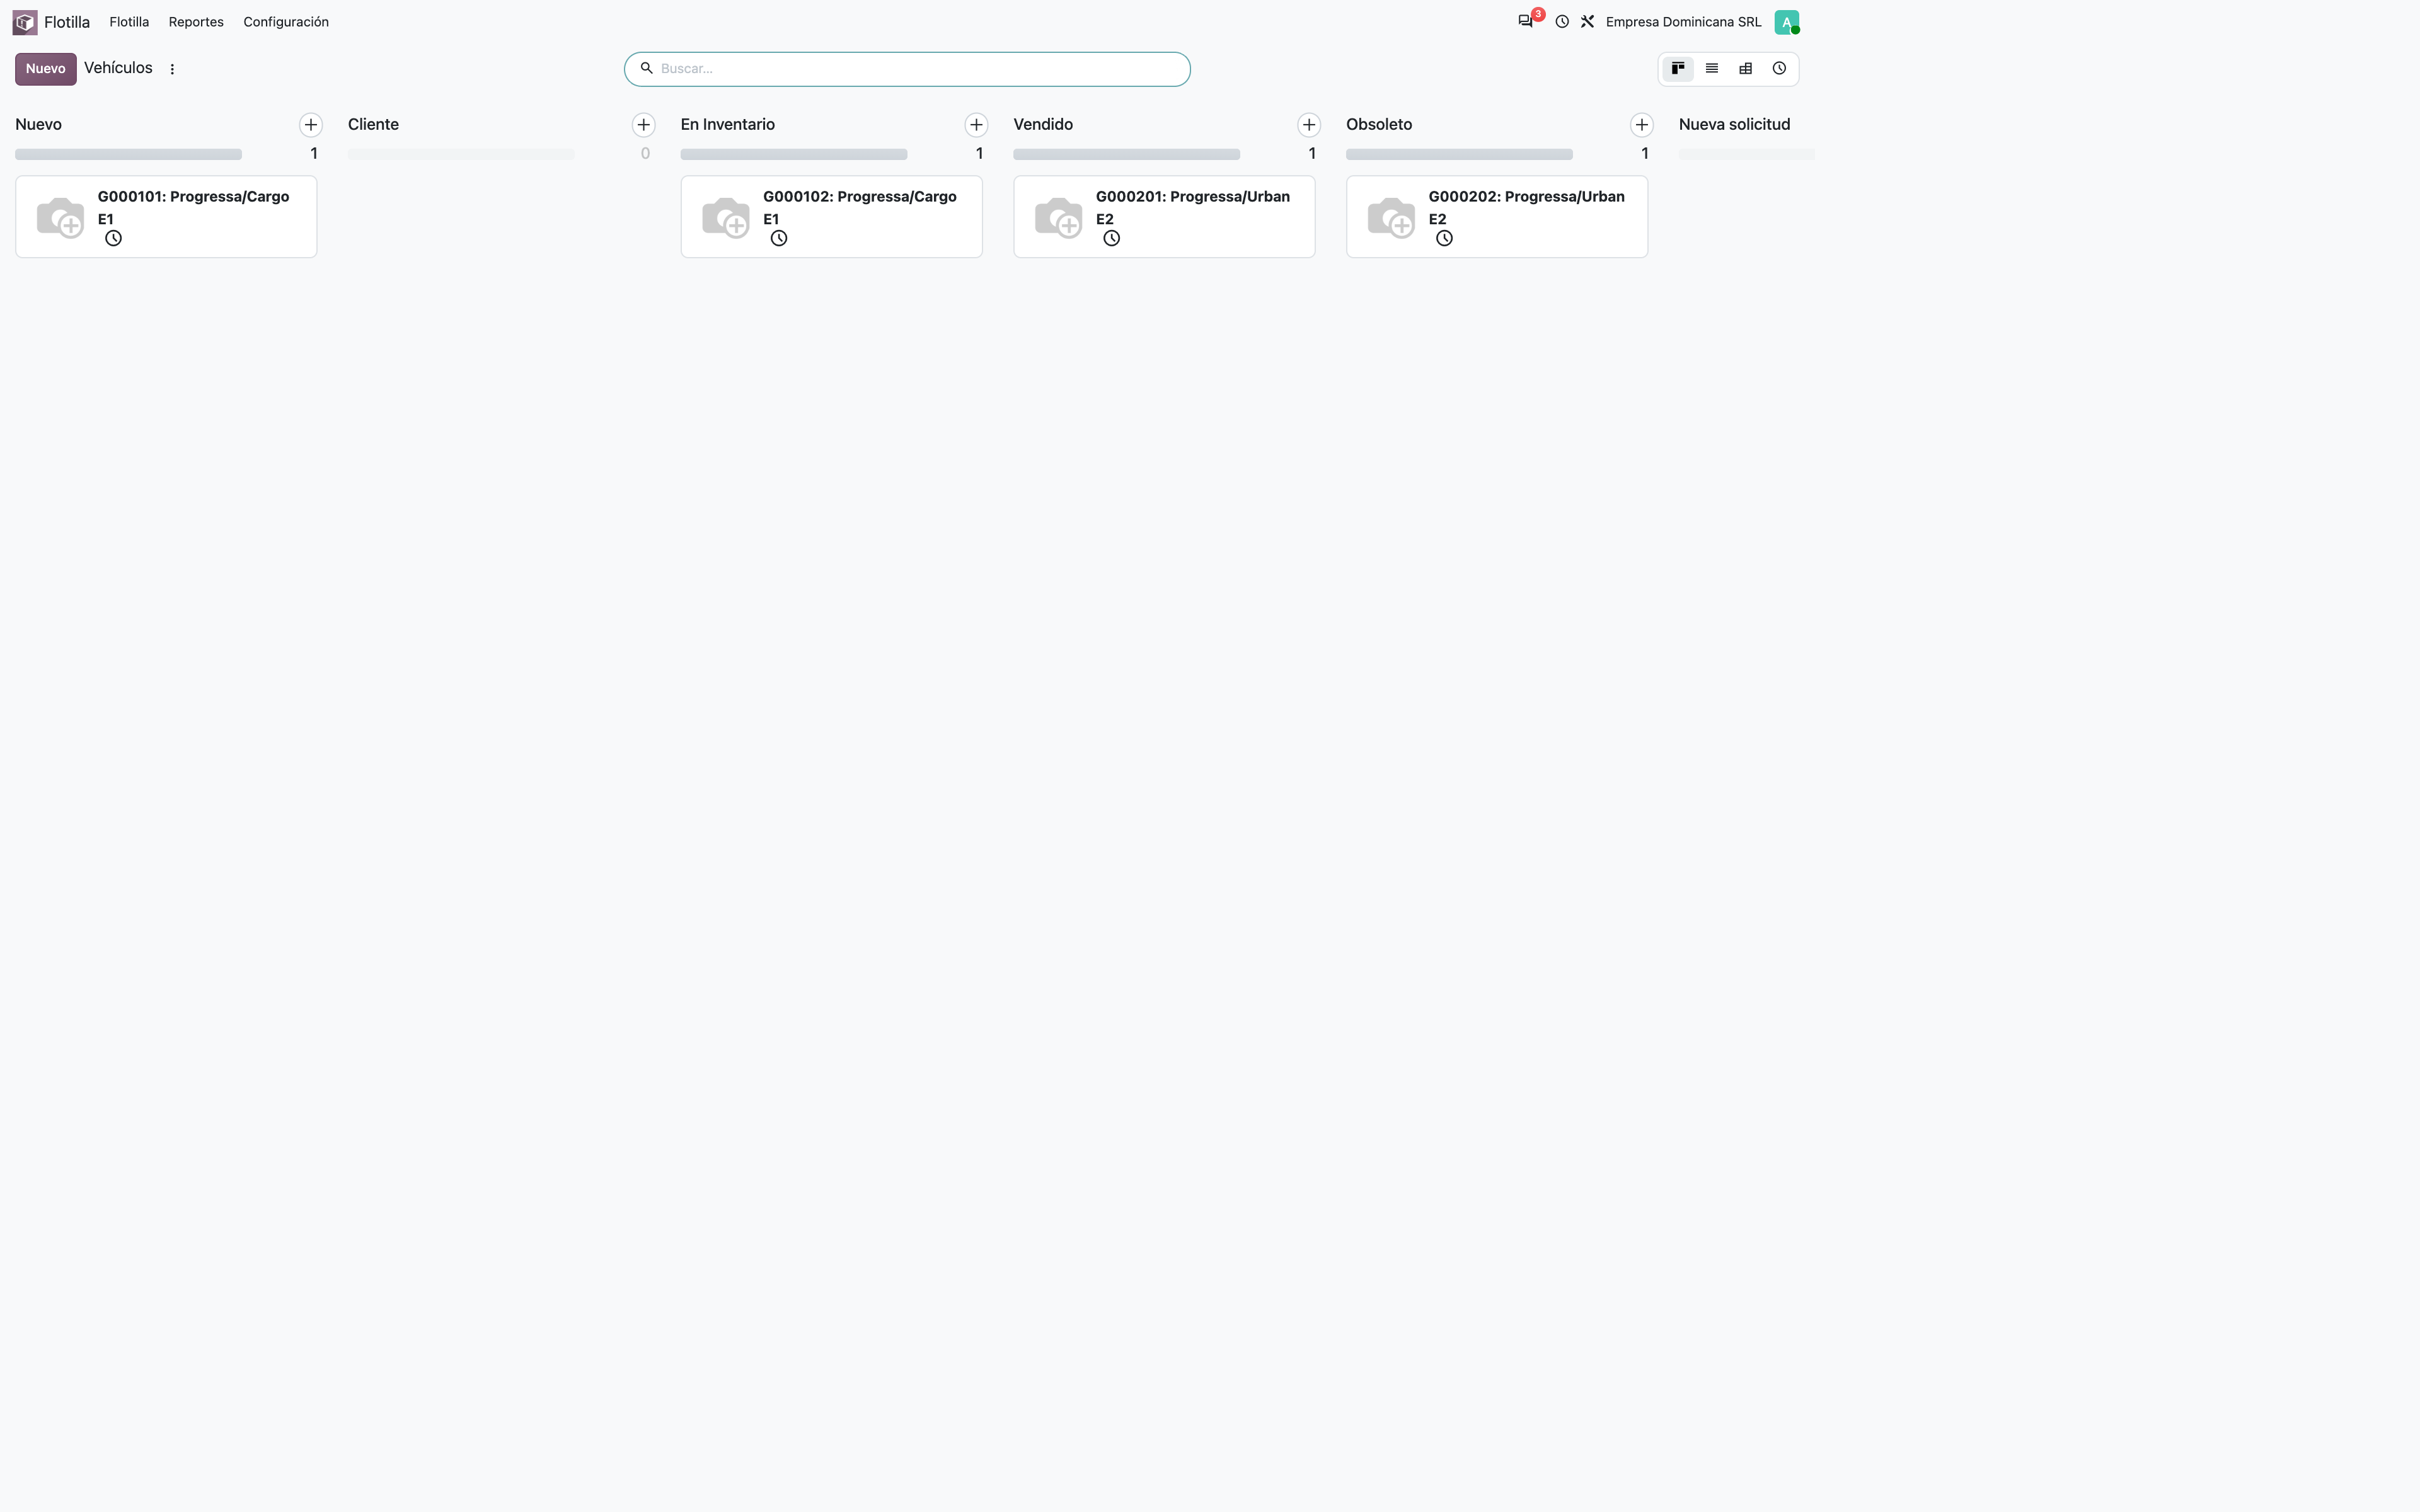 Flotilla Flotilla Reportes Configuración 3 Empresa Dominicana SRL A
Nuevo Vehículos Buscar...
Nuevo Cliente En Inventario Vendido Obsoleto Nueva solicitud
1 0 1 1 1
G000101: Progressa/Cargo
E1
G000102: Progressa/Cargo
E1
G000201: Progressa/Urban
E2
G000202: Progressa/Urban
E2